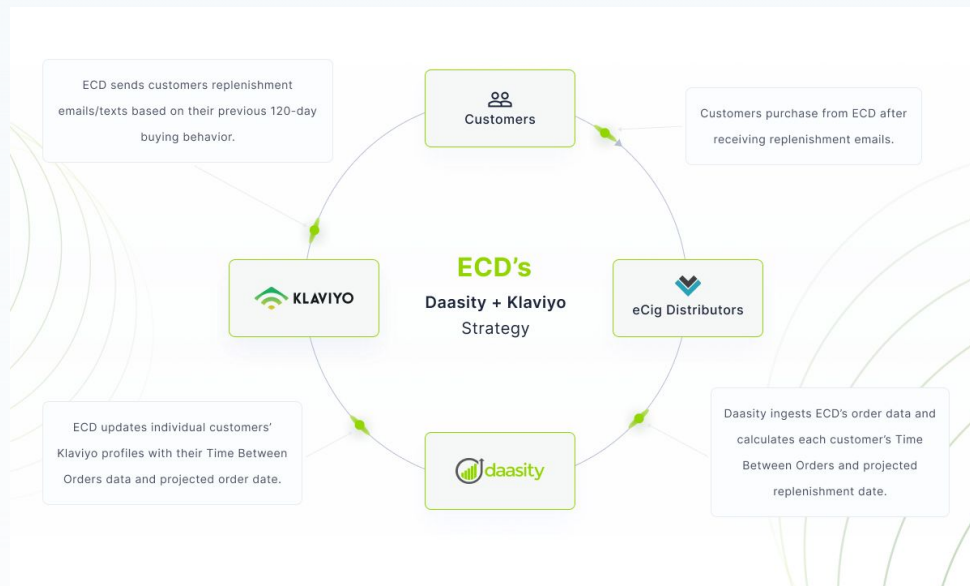 ECD sends customers replenishment
emails/texts based on their previous 120-day
buying behavior.
Customers
Customers purchase from ECD after
receiving replenishment emails.
KLAVIYO
ECD's
Daasity + Klaviyo
Strategy
eCig Distributors
ECD updates individual customers'
Klaviyo profiles with their Time Between
Orders data and projected order date.
daasity
Daasity ingests ECD's order data and
calculates each customer's Time
Between Orders and projected
replenishment date.